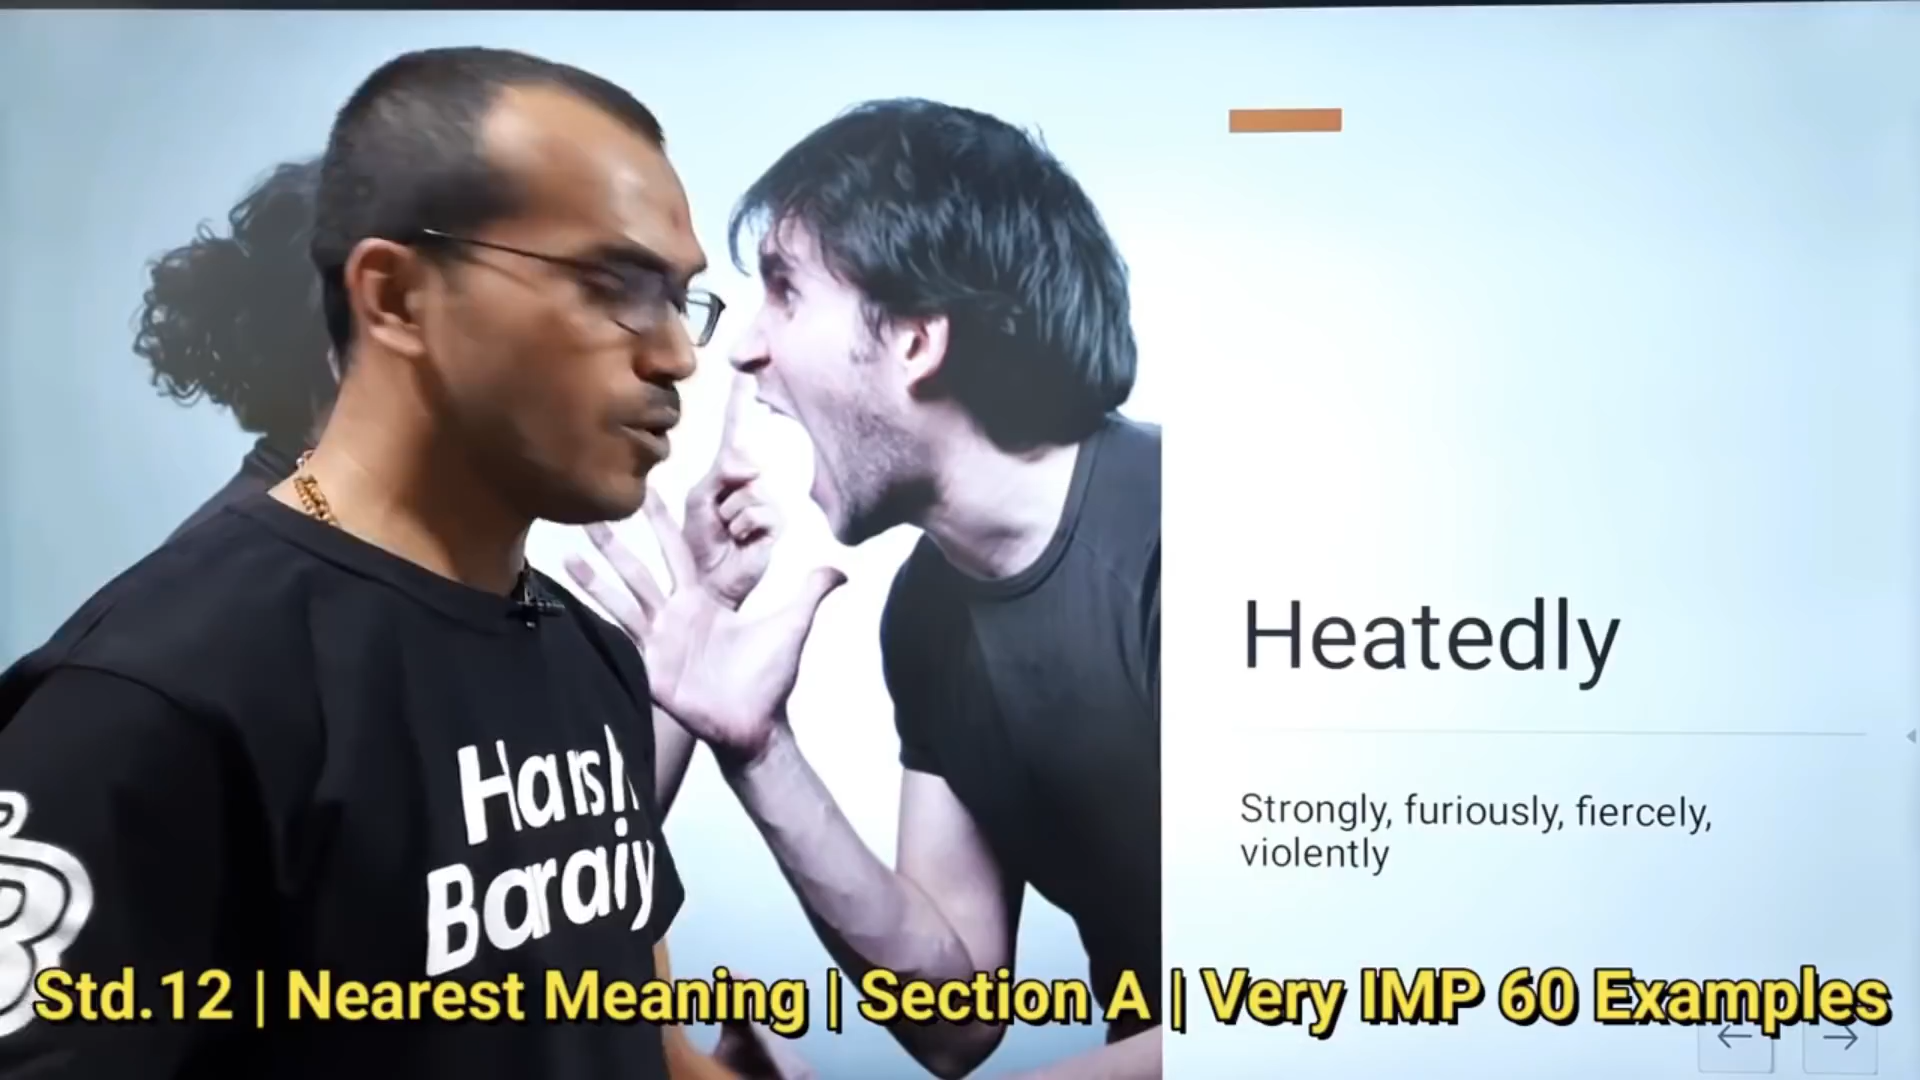 Heatedly
Strongly, furiously, fiercely,
violently
Harsh
Baraiy
Std.12 | Nearest Meaning | Section A | Very IMP 60 Examples